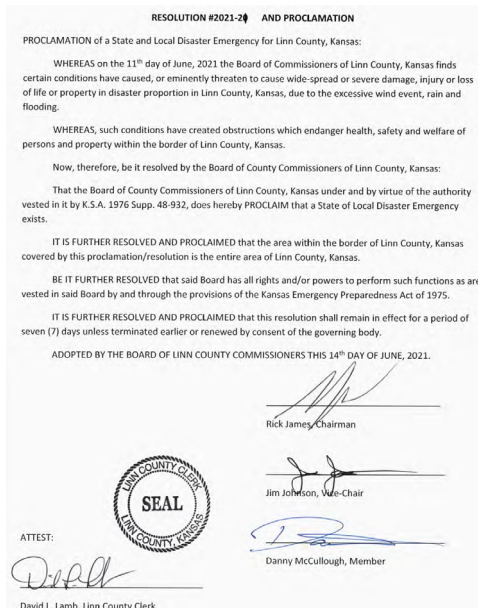 RESOLUTION #2021-2 AND PROCLAMATION
PROCLAMATION of a State and Local Disaster Emergency for Linn County, Kansas:
WHEREAS on the 11th day of June, 2021 the Board of Commissioners of Linn County, Kansas finds
certain conditions have caused, or eminently threaten to cause wide-spread or severe damage, injury or loss
of life or property in disaster proportion in Linn County, Kansas, due to the excessive wind event, rain and
flooding.
WHEREAS, such conditions have created obstructions which endanger health, safety and welfare of
persons and property within the border of Linn County, Kansas.
Now, therefore, be it resolved by the Board of County Commissioners of Linn County, Kansas:
That the Board of County Commissioners of Linn County, Kansas under and by virtue of the authority
vested in it by K.S.A. 1976 Supp. 48-932, does hereby PROCLAIM that a State of Local Disaster Emergency
exists.
IT IS FURTHER RESOLVED AND PROCLAIMED that the area within the border of Linn County, Kansas
covered by this proclamation/resolution is the entire area of Linn County, Kansas.
BE IT FURTHER RESOLVED that said Board has all rights and/or powers to perform such functions as are
vested in said Board by and through the provisions of the Kansas Emergency Preparedness Act of 1975.
IT IS FURTHER RESOLVED AND PROCLAIMED that this resolution shall remain in effect for a period of
seven (7) days unless terminated earlier or renewed by consent of the governing body.
ADOPTED BY THE BOARD OF LINN COUNTY COMMISSIONERS THIS 14th DAY OF JUNE, 2021.
Rick James, Chairman
LINN COUNTY CLERK
SEAL
LINN COUNTY, KANSAS
Jim Johnson, Vice-Chair
ATTEST:
Danny McCullough, Member
David L. Lamb, Linn County Clerk